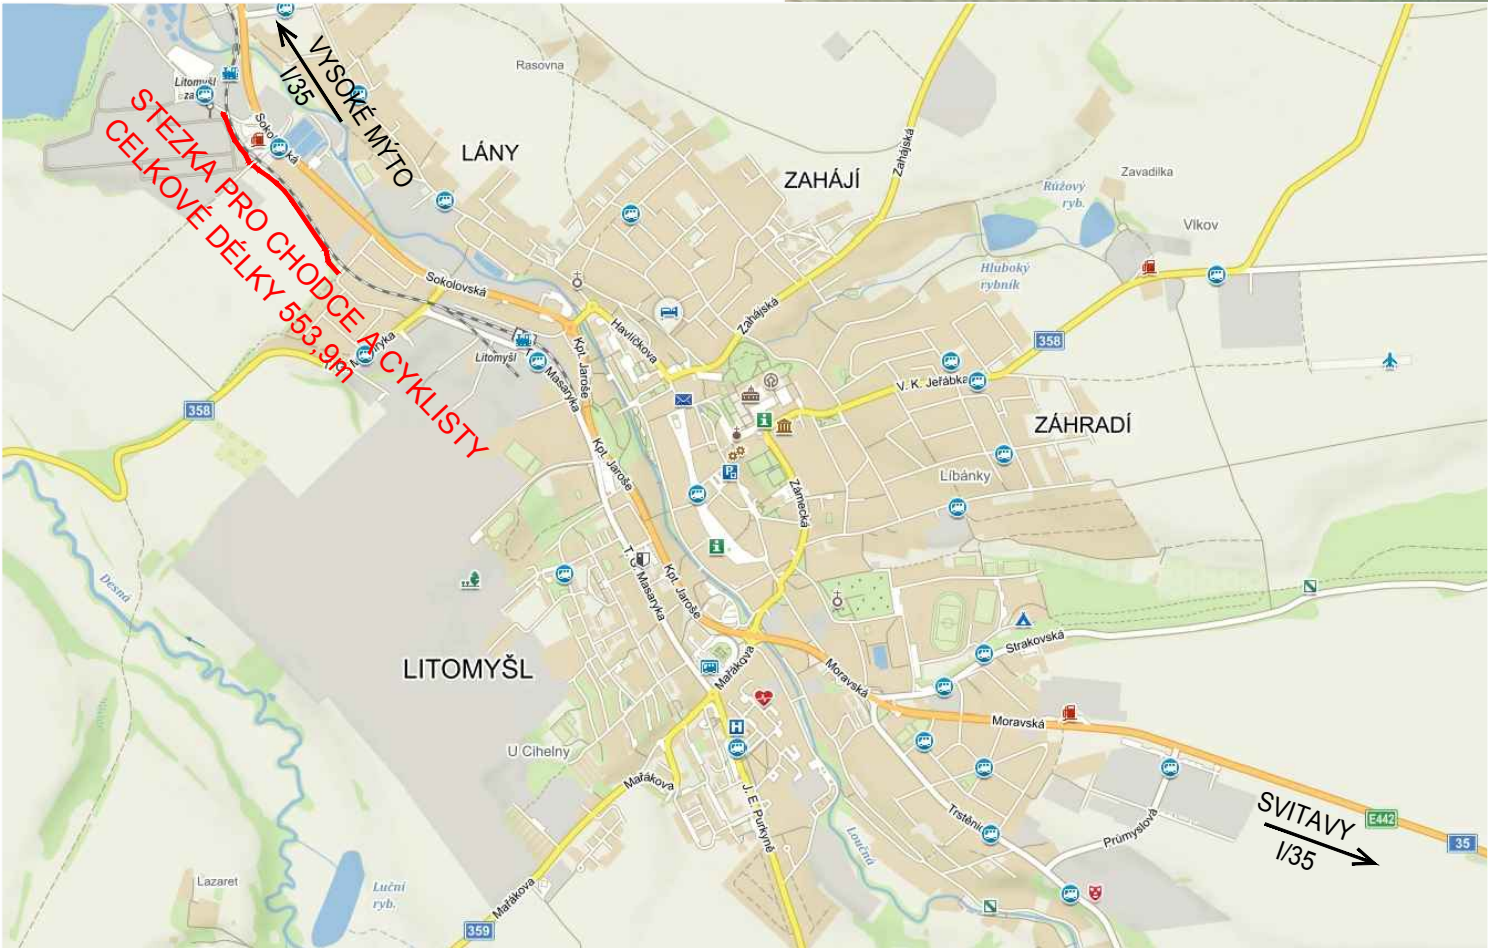 VYSOKÉ MÝTO
I/35
Rasovna
Litomyšl
za
STEZKA PRO CHODCE A CYKLISTY
CELKOVÉ DÉLKY 553,9m
LÁNY
ZAHÁJÍ
Zahájská
Zavadilka
Růžový
ryb.
Vlkov
Hluboký
rybník
Sokolovská
Havlíčkova
Zahájská
358
Litomyšl
Masaryka
Kpt. Jaroše
V. K. Jeřábka
358
ZÁHRADÍ
Kpt. Jaroše
Líbánky
Zámecká
P
i
i
Desná
T. G. Masaryka
Kpt. Jaroše
LITOMYŠL
Strakovská
Mařákova
Moravská
Moravská
H
U Cihelny
Mařákova
J. E. Purkyně
Loučná
Průmyslová
SVITAVY
I/35
E442
35
Lazaret
Luční
ryb.
Mařákova
359